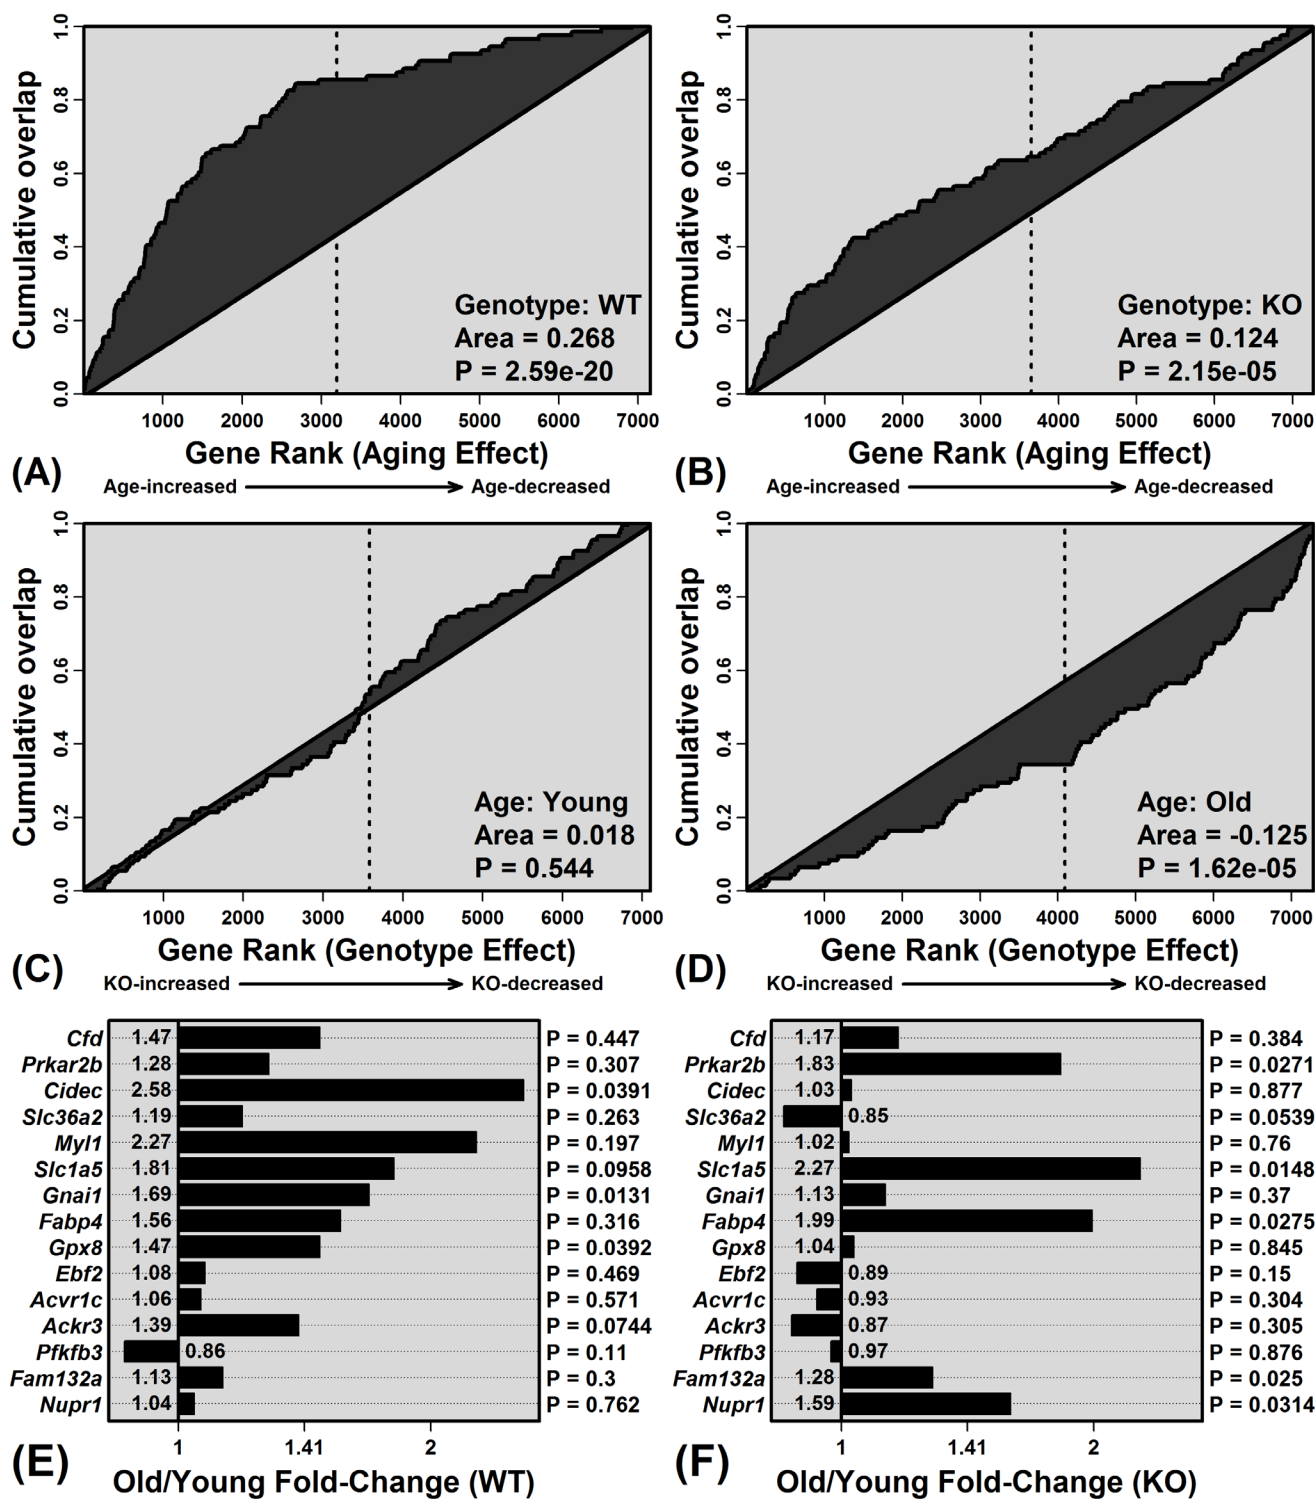 Cumulative overlap
0.0 0.2 0.4 0.6 0.8 1.0
Genotype: WT
Area = 0.268
P = 2.59e-20
1000 2000 3000 4000 5000 6000 7000
Gene Rank (Aging Effect)
(A)
Age-increased Age-decreased
Cumulative overlap
0.0 0.2 0.4 0.6 0.8 1.0
Genotype: KO
Area = 0.124
P = 2.15e-05
1000 2000 3000 4000 5000 6000 7000
Gene Rank (Aging Effect)
(B)
Age-increased Age-decreased
Cumulative overlap
0.0 0.2 0.4 0.6 0.8 1.0
Age: Young
Area = 0.018
P = 0.544
1000 2000 3000 4000 5000 6000 7000
Gene Rank (Genotype Effect)
(C)
KO-increased KO-decreased
Cumulative overlap
0.0 0.2 0.4 0.6 0.8 1.0
Age: Old
Area = -0.125
P = 1.62e-05
1000 2000 3000 4000 5000 6000 7000
Gene Rank (Genotype Effect)
(D)
KO-increased KO-decreased
Cfd 1.47 P = 0.447
Prkar2b 1.28 P = 0.307
Cidec 2.58 P = 0.0391
Slc36a2 1.19 P = 0.263
Myl1 2.27 P = 0.197
Slc1a5 1.81 P = 0.0958
Gnai1 1.69 P = 0.0131
Fabp4 1.56 P = 0.316
Gpx8 1.47 P = 0.0392
Ebf2 1.08 P = 0.469
Acvr1c 1.06 P = 0.571
Ackr3 1.39 P = 0.0744
Pfkfb3 0.86 P = 0.11
Fam132a 1.13 P = 0.3
Nupr1 1.04 P = 0.762
1 1.41 2
(E)
Old/Young Fold-Change (WT)
Cfd 1.17 P = 0.384
Prkar2b 1.83 P = 0.0271
Cidec 1.03 P = 0.877
Slc36a2 0.85 P = 0.0539
Myl1 1.02 P = 0.76
Slc1a5 2.27 P = 0.0148
Gnai1 1.13 P = 0.37
Fabp4 1.99 P = 0.0275
Gpx8 1.04 P = 0.845
Ebf2 0.89 P = 0.15
Acvr1c 0.93 P = 0.304
Ackr3 0.87 P = 0.305
Pfkfb3 0.97 P = 0.876
Fam132a 1.28 P = 0.025
Nupr1 1.59 P = 0.0314
1 1.41 2
(F)
Old/Young Fold-Change (KO)